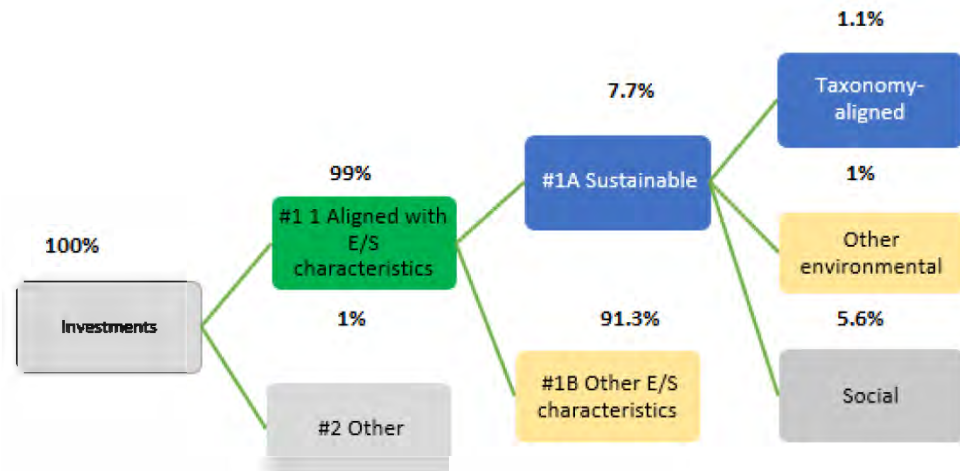 1.1%
Taxonomy-
aligned
7.7%
#1A Sustainable
99%
#1 1 Aligned with
E/S
characteristics
1%
Other
environmental
100%
Investments
1%
#2 Other
91.3%
#1B Other E/S
characteristics
5.6%
Social